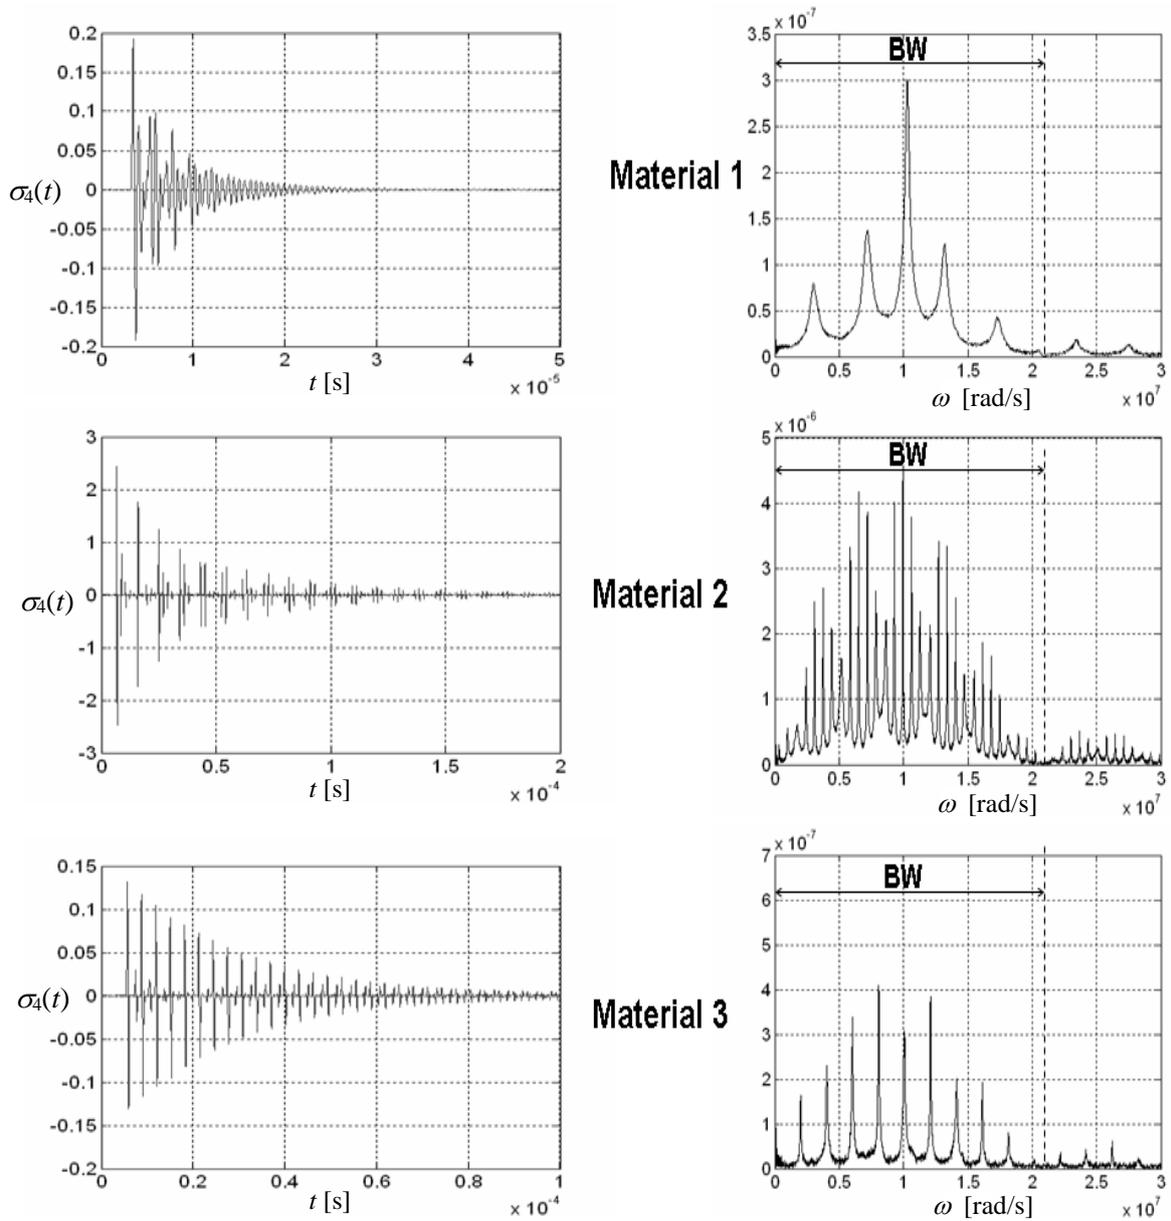 0.2
0.15
0.1
0.05
0
-0.05
-0.1
-0.15
-0.2
σ₄(t)
0 1 2 3 4 5
t [s]
x 10⁻⁵
Material 1
x 10⁻⁷
3.5
3
2.5
2
1.5
1
0.5
0
BW
0 0.5 1 1.5 2 2.5 3
ω [rad/s]
x 10⁷
3
2
1
0
-1
-2
-3
σ₄(t)
0 0.5 1 1.5 2
t [s]
x 10⁻⁴
Material 2
x 10⁻⁶
5
4
3
2
1
0
BW
0 0.5 1 1.5 2 2.5 3
ω [rad/s]
x 10⁷
0.15
0.1
0.05
0
-0.05
-0.1
-0.15
-0.2
σ₄(t)
0 0.2 0.4 0.6 0.8 1
t [s]
x 10⁻⁴
Material 3
x 10⁻⁷
7
6
5
4
3
2
1
0
BW
0 0.5 1 1.5 2 2.5 3
ω [rad/s]
x 10⁷